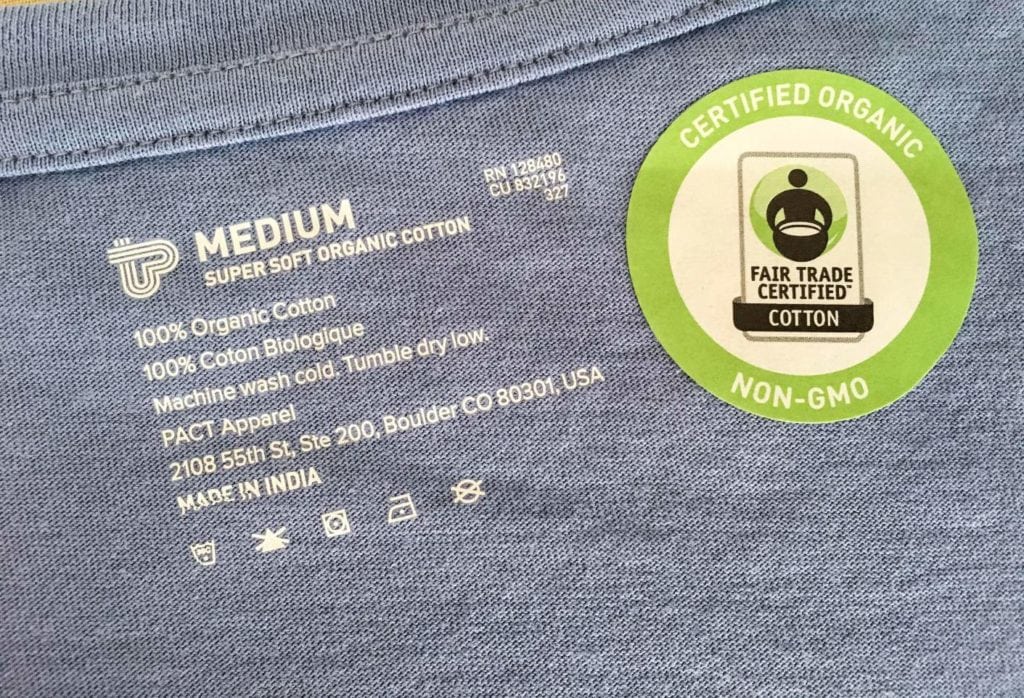 RN 128480
CU 832196
327
MEDIUM
SUPER SOFT ORGANIC COTTON
100% Organic Cotton
100% Coton Biologique
Machine wash cold. Tumble dry low.
PACT Apparel
2108 55th St, Ste 200, Boulder CO 80301, USA
MADE IN INDIA
CERTIFIED ORGANIC
FAIR TRADE
CERTIFIED™
COTTON
NON-GMO